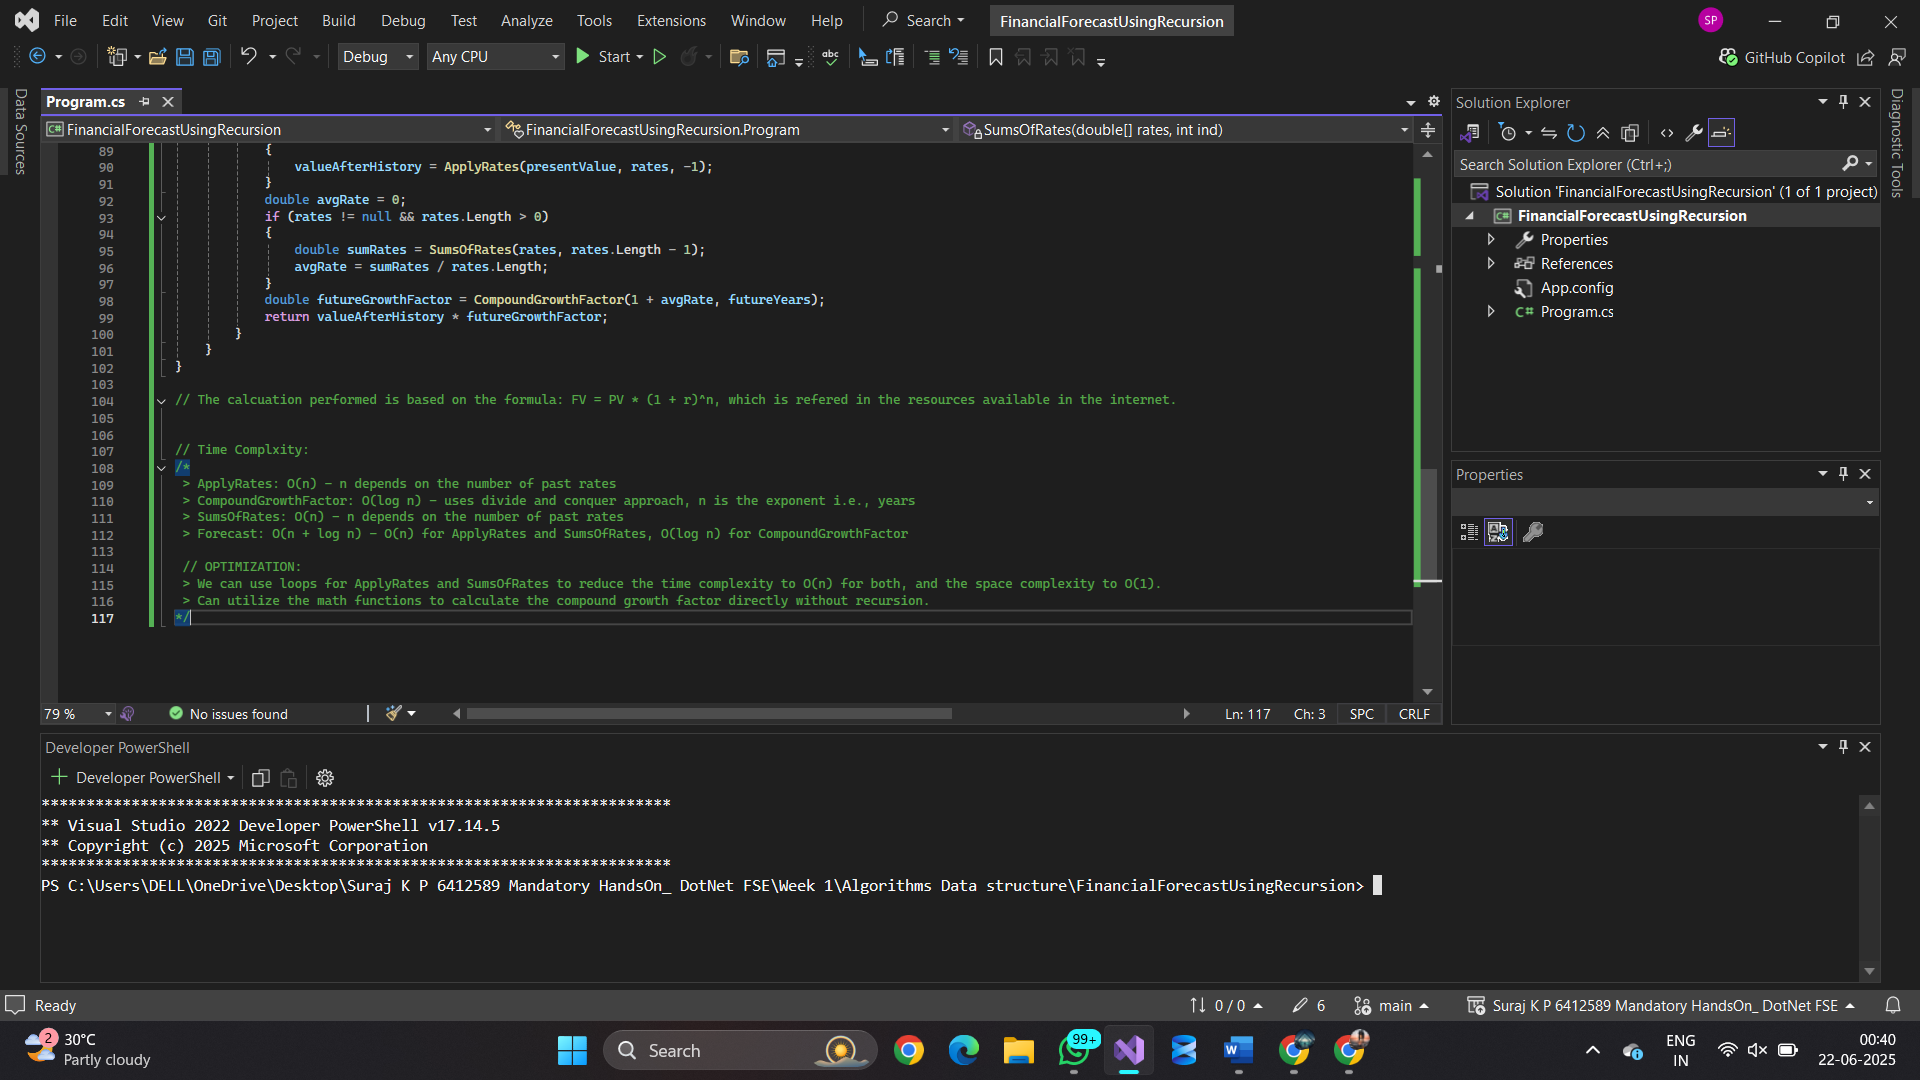 File Edit View Git Project Build Debug Test Analyze Tools Extensions Window Help Search FinancialForecastUsingRecursion SP
Debug Any CPU Start abc GitHub Copilot
Data Sources
Program.cs
FinancialForecastUsingRecursion FinancialForecastUsingRecursion.Program SumsOfRates(double[] rates, int ind)
89 {
90 valueAfterHistory = ApplyRates(presentValue, rates, -1);
91 }
92 double avgRate = 0;
93 if (rates != null && rates.Length > 0)
94 {
95 double sumRates = SumsOfRates(rates, rates.Length - 1);
96 avgRate = sumRates / rates.Length;
97 }
98 double futureGrowthFactor = CompoundGrowthFactor(1 + avgRate, futureYears);
99 return valueAfterHistory * futureGrowthFactor;
100 }
101 }
102 }
103
104 // The calcuation performed is based on the formula: FV = PV * (1 + r)^n, which is refered in the resources available in the internet.
105
106
107 // Time Complxity:
108 /*
109 > ApplyRates: O(n) - n depends on the number of past rates
110 > CompoundGrowthFactor: O(log n) - uses divide and conquer approach, n is the exponent i.e., years
111 > SumsOfRates: O(n) - n depends on the number of past rates
112 > Forecast: O(n + log n) - O(n) for ApplyRates and SumsOfRates, O(log n) for CompoundGrowthFactor
113
114 // OPTIMIZATION:
115 > We can use loops for ApplyRates and SumsOfRates to reduce the time complexity to O(n) for both, and the space complexity to O(1).
116 > Can utilize the math functions to calculate the compound growth factor directly without recursion.
117 */
79 % No issues found Ln: 117 Ch: 3 SPC CRLF
Solution Explorer
Search Solution Explorer (Ctrl+;)
Solution 'FinancialForecastUsingRecursion' (1 of 1 project)
C# FinancialForecastUsingRecursion
Properties
References
App.config
C# Program.cs
Properties
Diagnostic Tools
Developer PowerShell
+ Developer PowerShell
**********************************************************************
** Visual Studio 2022 Developer PowerShell v17.14.5
** Copyright (c) 2025 Microsoft Corporation
**********************************************************************
PS C:\Users\DELL\OneDrive\Desktop\Suraj K P 6412589 Mandatory HandsOn_ DotNet FSE\Week 1\Algorithms Data structure\FinancialForecastUsingRecursion>
Ready 0 / 0 6 main Suraj K P 6412589 Mandatory HandsOn_ DotNet FSE
2 30°C
Partly cloudy
Search
99+
ENG
IN
00:40
22-06-2025